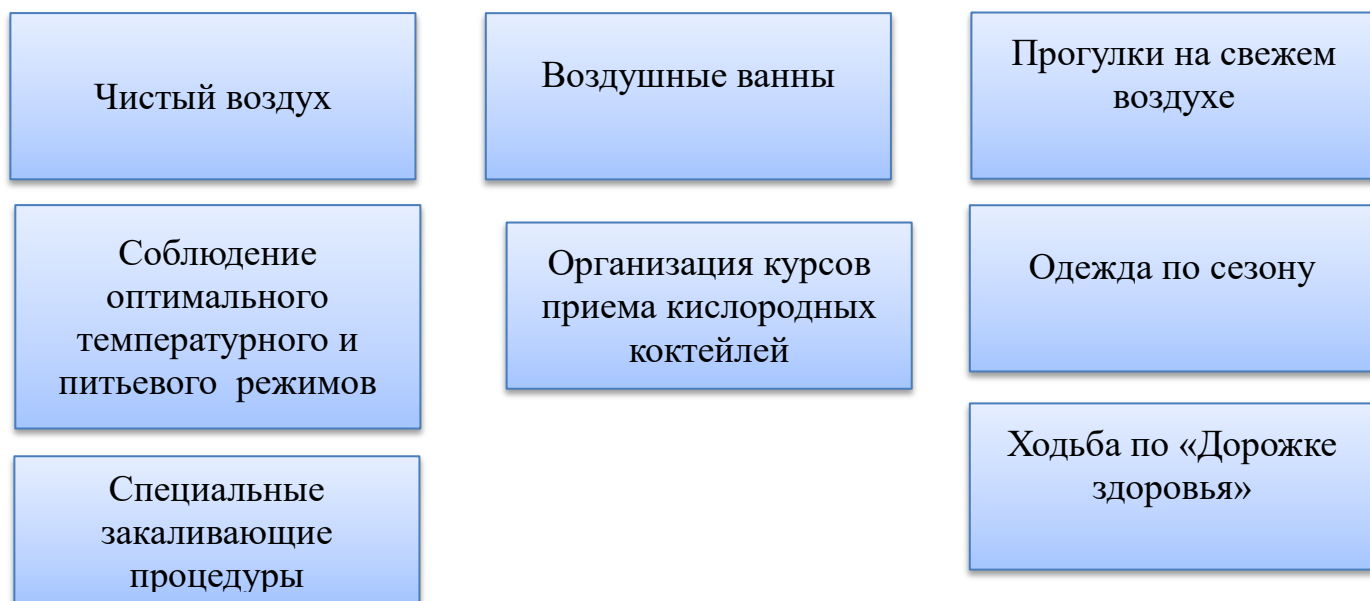 Чистый воздух
Воздушные ванны
Прогулки на свежем
воздухе
Соблюдение
оптимального
температурного и
питьевого режимов
Организация курсов
приема кислородных
коктейлей
Одежда по сезону
Специальные
закаливающие
процедуры
Ходьба по «Дорожке
здоровья»